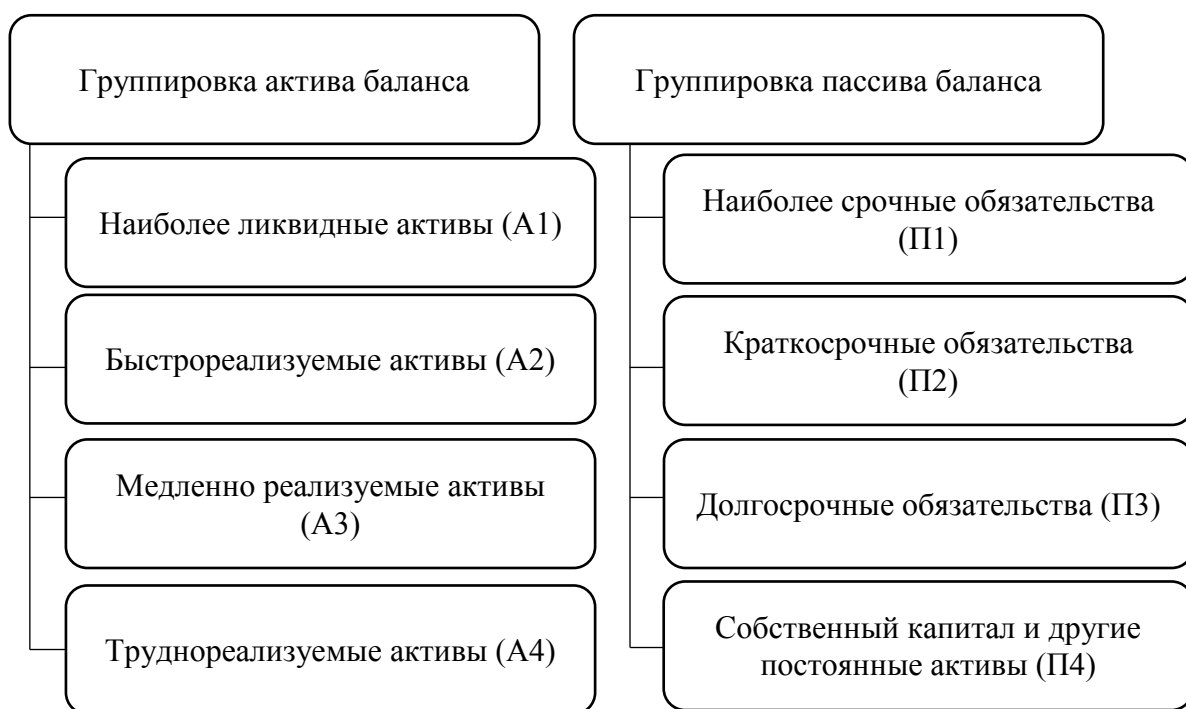 Группировка актива баланса
Наиболее ликвидные активы (А1)
Быстрореализуемые активы (А2)
Медленно реализуемые активы
(А3)
Труднореализуемые активы (А4)
Группировка пассива баланса
Наиболее срочные обязательства
(П1)
Краткосрочные обязательства
(П2)
Долгосрочные обязательства (П3)
Собственный капитал и другие
постоянные активы (П4)